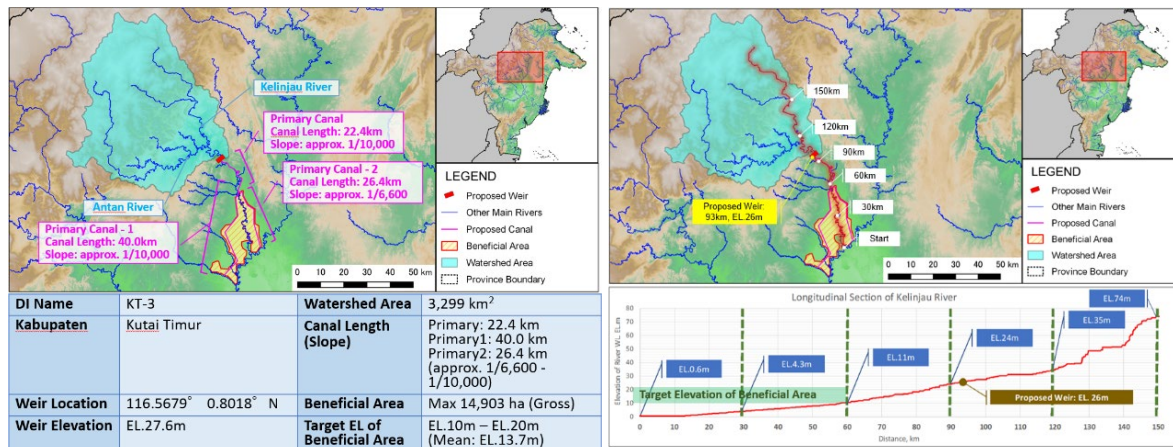 Kelinjau River
Primary Canal
Canal Length: 22.4km
Slope: approx. 1/10,000
Primary Canal - 2
Canal Length: 26.4km
Slope: approx. 1/6,600
Antan River
Primary Canal - 1
Canal Length: 40.0km
Slope: approx. 1/10,000
0 10 20 30 40 50 km
LEGEND
Proposed Weir
Other Main Rivers
Proposed Canal
Beneficial Area
Watershed Area
Province Boundary
150km
120km
90km
60km
30km
Start
Proposed Weir:
93km, EL.26m
0 10 20 30 40 50 km
LEGEND
Proposed Weir
Other Main Rivers
Proposed Canal
Beneficial Area
Watershed Area
Province Boundary
DI Name KT-3 Watershed Area 3,299 km²
Kabupaten Kutai Timur Canal Length (Slope)
Primary: 22.4 km
Primary1: 40.0 km
Primary2: 26.4 km
(approx. 1/6,600 -
1/10,000)
Weir Location 116.5679° 0.8018° N Beneficial Area Max 14,903 ha (Gross)
Weir Elevation EL.27.6m Target EL of Beneficial Area
EL.10m – EL.20m
(Mean: EL.13.7m)
Longitudinal Section of Kelinjau River
Elevation of River W.L. EL.m
80
70
60
50
40
30
20
10
0
EL.0.6m
EL.4.3m
EL.11m
EL.24m
EL.35m
EL.74m
Target Elevation of Beneficial Area
Proposed Weir: EL. 26m
0 10 20 30 40 50 60 70 80 90 100 110 120 130 140 150
Distance, km